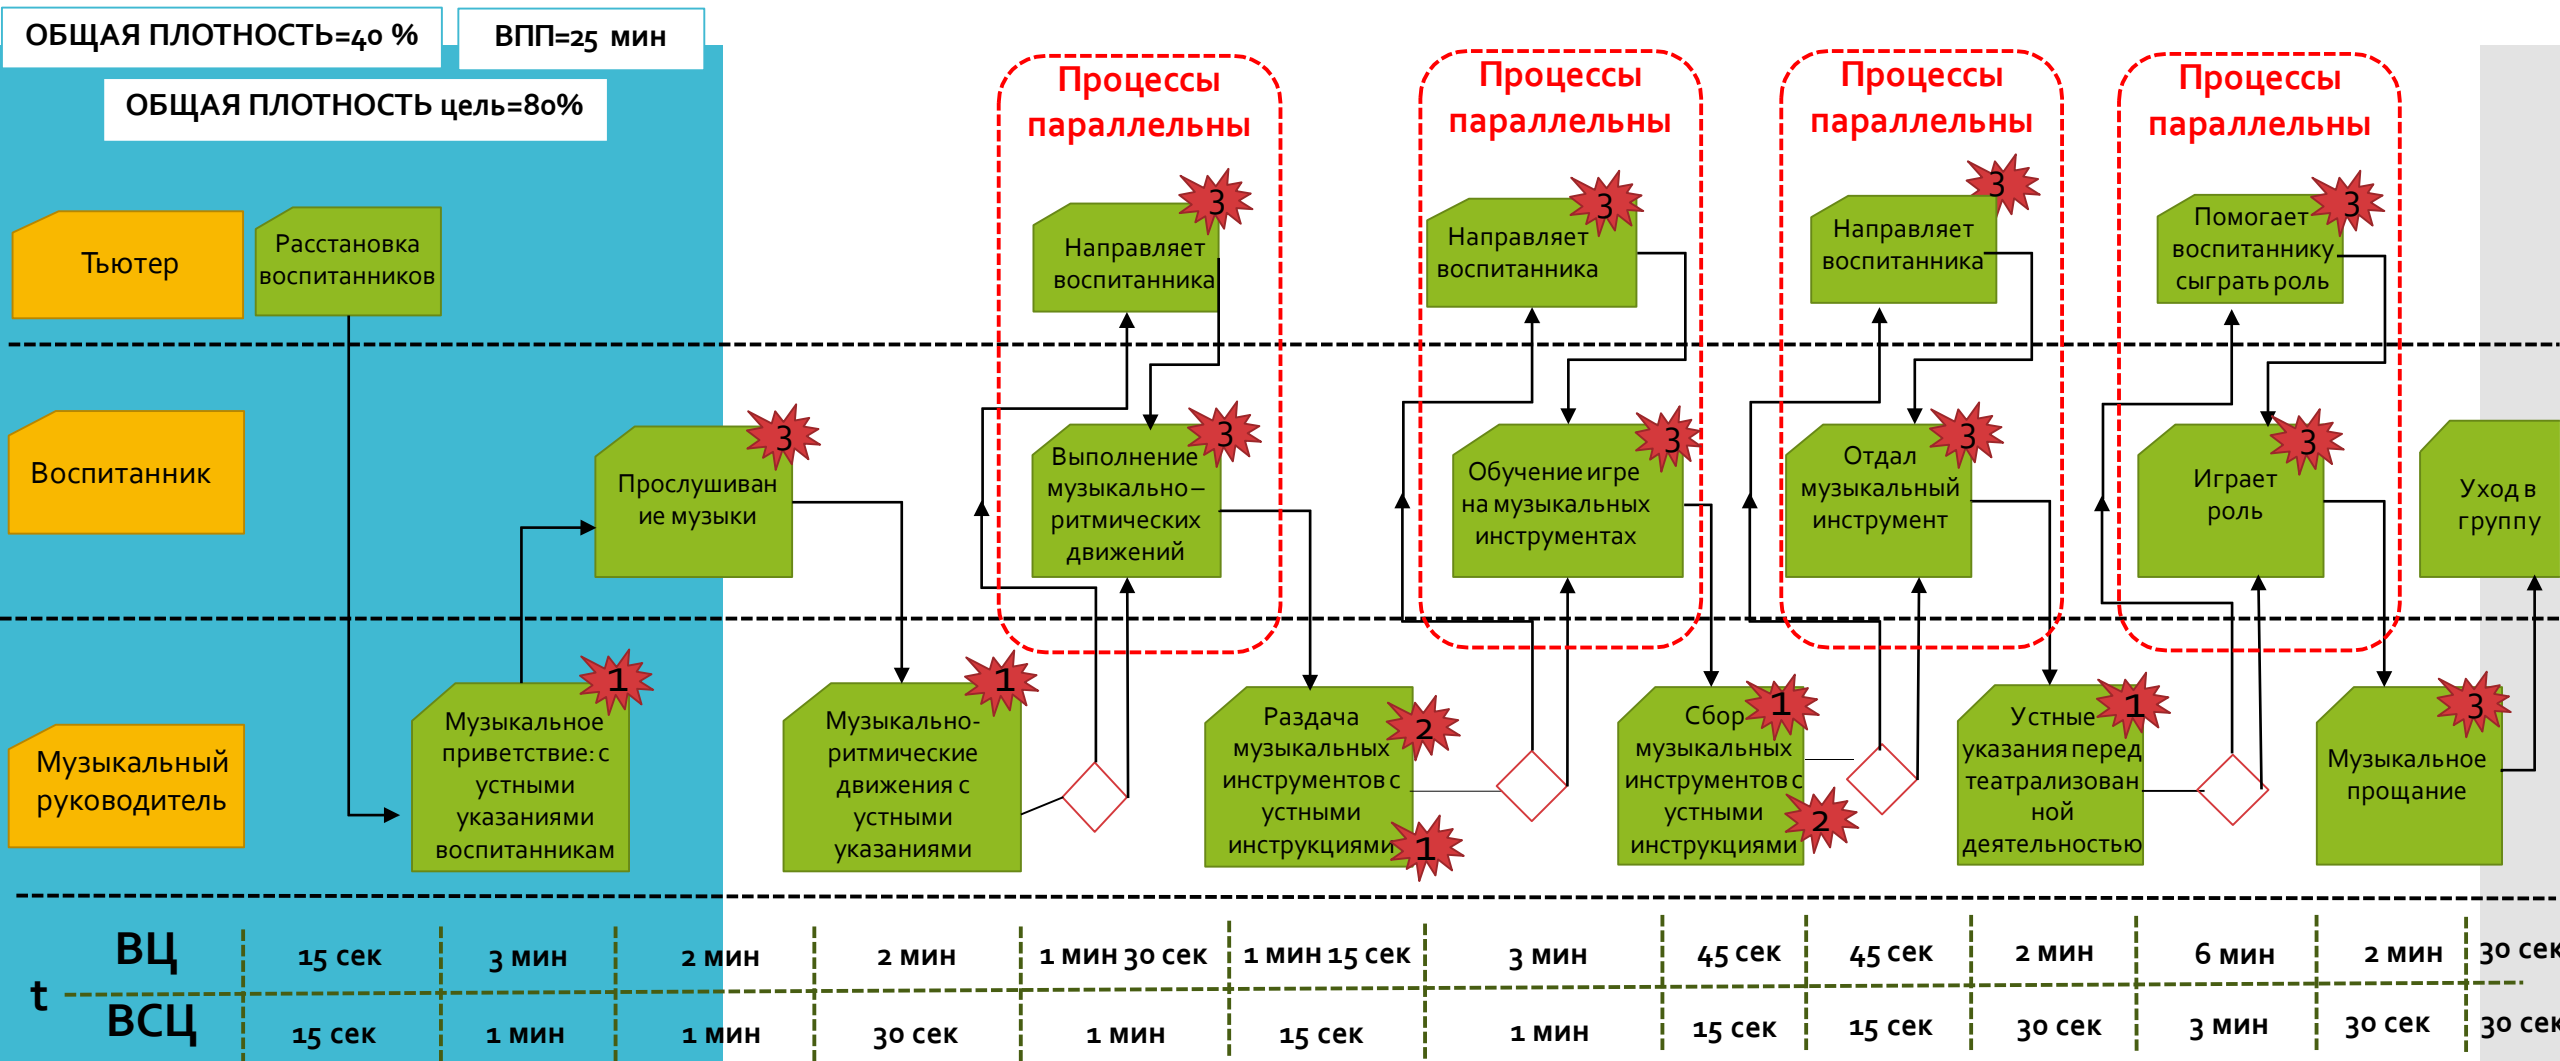 ОБЩАЯ ПЛОТНОСТЬ=40 %
ВПП=25 мин
ОБЩАЯ ПЛОТНОСТЬ цель=80%
Процессы
параллельны
Процессы
параллельны
Процессы
параллельны
Процессы
параллельны
Тьютер
Расстановка
воспитанников
Направляет
воспитанника
3
Направляет
воспитанника
3
Направляет
воспитанника
3
Помогает
воспитаннику
сыграть роль
3
Воспитанник
Прослушиван
ие музыки
3
Выполнение
музыкально–
ритмических
движений
3
Обучение игре
на музыкальных
инструментах
3
Отдал
музыкальный
инструмент
3
Играет
роль
3
Уход в
группу
Музыкальный
руководитель
Музыкальное
приветствие: с
устными
указаниями
воспитанникам
1
Музыкально-
ритмические
движения с
устными
указаниями
1
Раздача
музыкальных
инструментов с
устными
инструкциями
2
1
Сбор
музыкальных
инструментов с
устными
инструкциями
1
2
Устные
указания перед
театрализован
ной
деятельностью
1
Музыкальное
прощание
3
t
ВЦ 15 сек 3 мин 2 мин 2 мин 1 мин 30 сек 1 мин 15 сек 3 мин 45 сек 45 сек 2 мин 6 мин 2 мин 30 сек
ВСЦ 15 сек 1 мин 1 мин 30 сек 1 мин 15 сек 1 мин 15 сек 15 сек 30 сек 3 мин 30 сек 30 сек